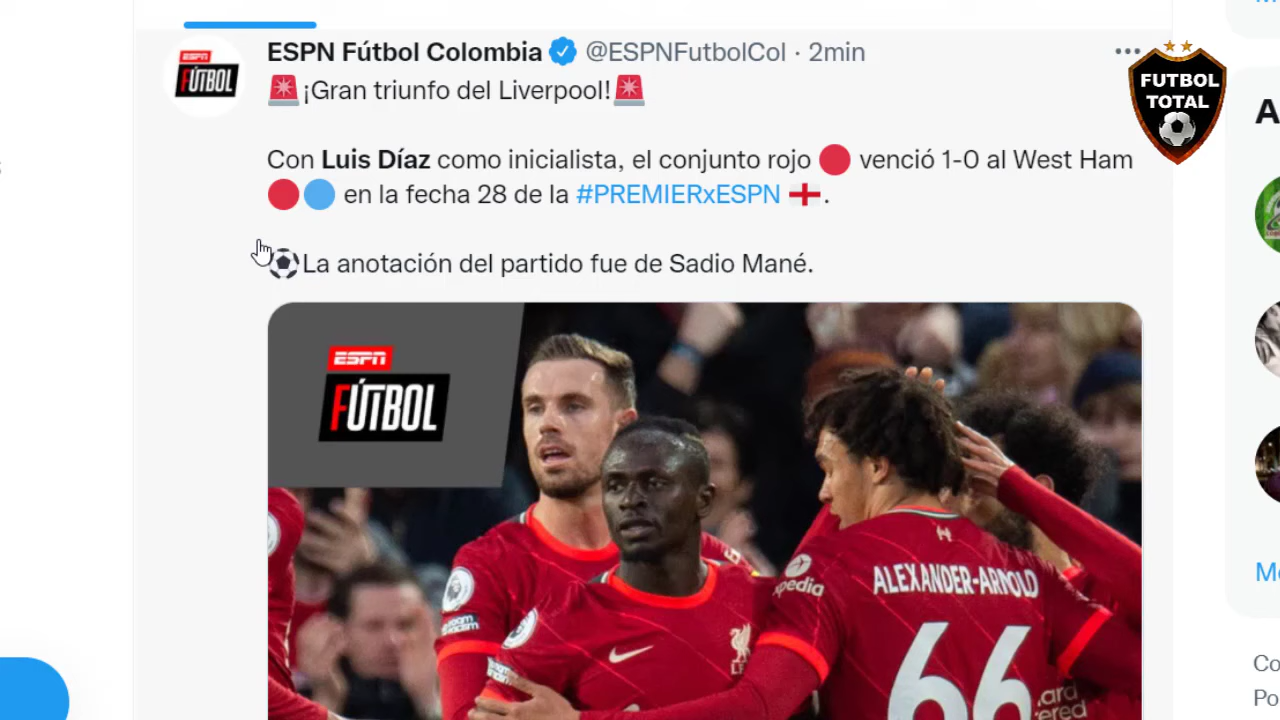 ESPN Fútbol Colombia @ESPNFutbolCol · 2min
¡Gran triunfo del Liverpool!
Con Luis Díaz como inicialista, el conjunto rojo 🔴 venció 1-0 al West Ham
🔴🔵 en la fecha 28 de la #PREMIERxESPN 🏴󠁧󠁢󠁥󠁮󠁧󠁿.
⚽La anotación del partido fue de Sadio Mané.
ESPN
FÚTBOL
ESPN
FÚTBOL
FUTBOL
TOTAL
ALEXANDER-ARNOLD
66